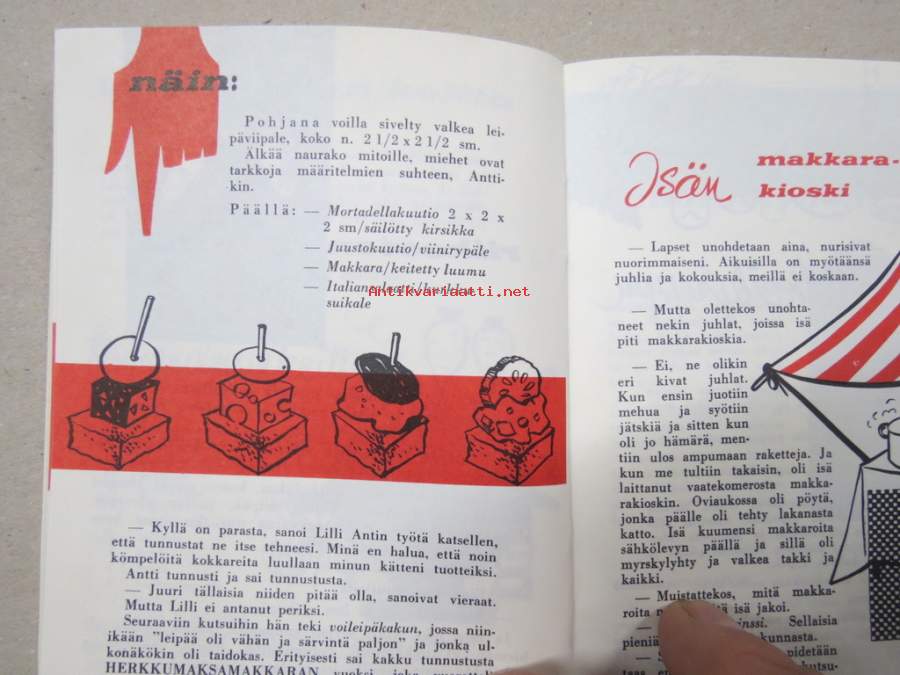 näin:
Pohjana voilla sivelty valkea lei-
päviipale, koko n. 2 1/2 x 2 1/2 sm.
Älkää naurako mitoille, miehet ovat
tarkkoja määritelmien suhteen, Antti-
kin.
Päällä: — Mortadellakuutio 2 x 2 x
2 sm/säilötty kirsikka
— Juustokuutio/viinirypäle
— Makkara/keitetty luumu
— Italiansalaatti/kurkku-
suikale
Antikvariaatti.net
— Kyllä on parasta, sanoi Lilli Antin työtä katsellen,
että tunnustat ne itse tehneesi. Minä en halua, että noin
kömpelöitä kokkareita luullaan minun kätteni tuotteiksi.
Antti tunnusti ja sai tunnustusta.
— Juuri tällaisia niiden pitää olla, sanoivat vieraat.
Mutta Lilli ei antanut periksi.
Seuraaviin kutsuihin hän teki voileipäkakun, jossa niin-
ikään "leipää oli vähän ja särvintä paljon" ja jonka ul-
konäkökin oli taidokas. Erityisesti sai kakku tunnustusta
HERKKUMAKSAMAKKARAN vuoksi, joka
Isän makkara-
kioski
— Lapset unohdetaan aina, nurisivat
nuorimmaiseni. Aikuisilla on myötäänsä
juhlia ja kokouksia, meillä ei koskaan.
— Mutta olettekos unohta-
neet nekin juhlat, joissa isä
piti makkarakioskia.
— Ei, ne olikin
eri kivat juhlat.
Kun ensin juotiin
mehua ja syötiin
jätskiä ja sitten kun
oli jo hämärä, men-
tiin ulos ampumaan raketteja. Ja
kun me tultiin takaisin, oli isä
laittanut vaatekomerosta makka-
rakioskin. Oviaukossa oli pöytä,
jonka päälle oli tehty lakanasta
katto. Isä kuumensi makkaroita
sähkölevyn päällä ja sillä oli
myrskylyhty ja valkea takki ja
kaikki.
— Muistattekos, mitä makka-
roita isä jakoi.
Sellaisia
kunnasta.
pidetään